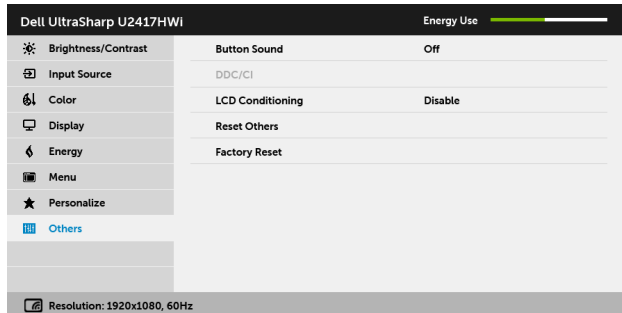 Dell UltraSharp U2417HWi
Energy Use
Brightness/Contrast
Button Sound Off
Input Source
DDC/CI
Color
LCD Conditioning Disable
Display
Reset Others
Energy
Factory Reset
Menu
Personalize
Others
Resolution: 1920x1080, 60Hz